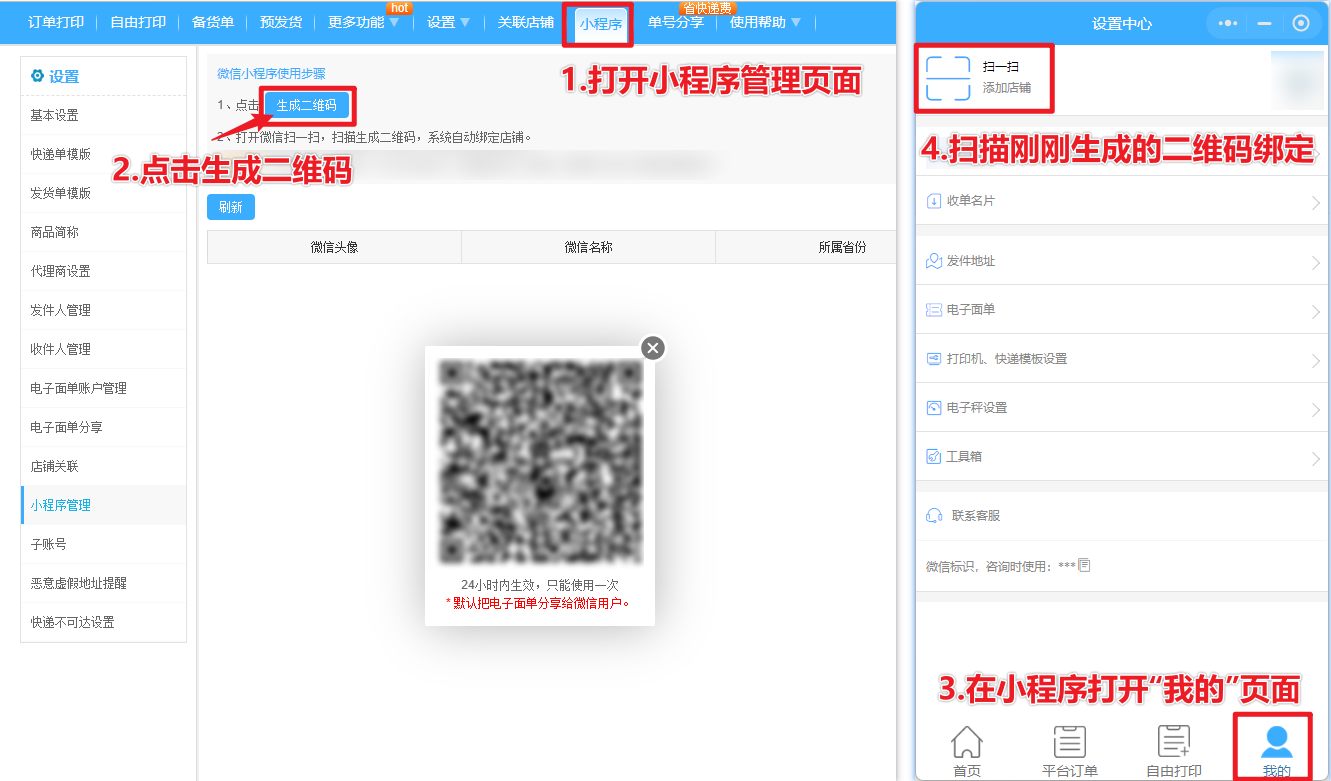 订单打印
自由打印
备货单
预发货
更多功能
hot
设置
关联店铺
小程序
单号分享
省快递费
使用帮助
设置
基本设置
快递单模版
发货单模版
商品简称
代理商设置
发件人管理
收件人管理
电子面单账户管理
电子面单分享
店铺关联
小程序管理
子账号
恶意虚假地址提醒
快递不可达设置
微信小程序使用步骤
1.打开小程序管理页面
1、点击 生成二维码
2、打开微信扫一扫，扫描生成二维码，系统自动绑定店铺。
2.点击生成二维码
刷新
微信头像
微信名称
所属省份
24小时内生效，只能使用一次
*默认把电子面单分享给微信用户。
设置中心
扫一扫
添加店铺
4.扫描刚刚生成的二维码绑定
收单名片
发件地址
电子面单
打印机、快递模板设置
电子秤设置
工具箱
联系客服
微信标识，咨询时使用：***
3.在小程序打开“我的”页面
首页
平台订单
自由打印
我的